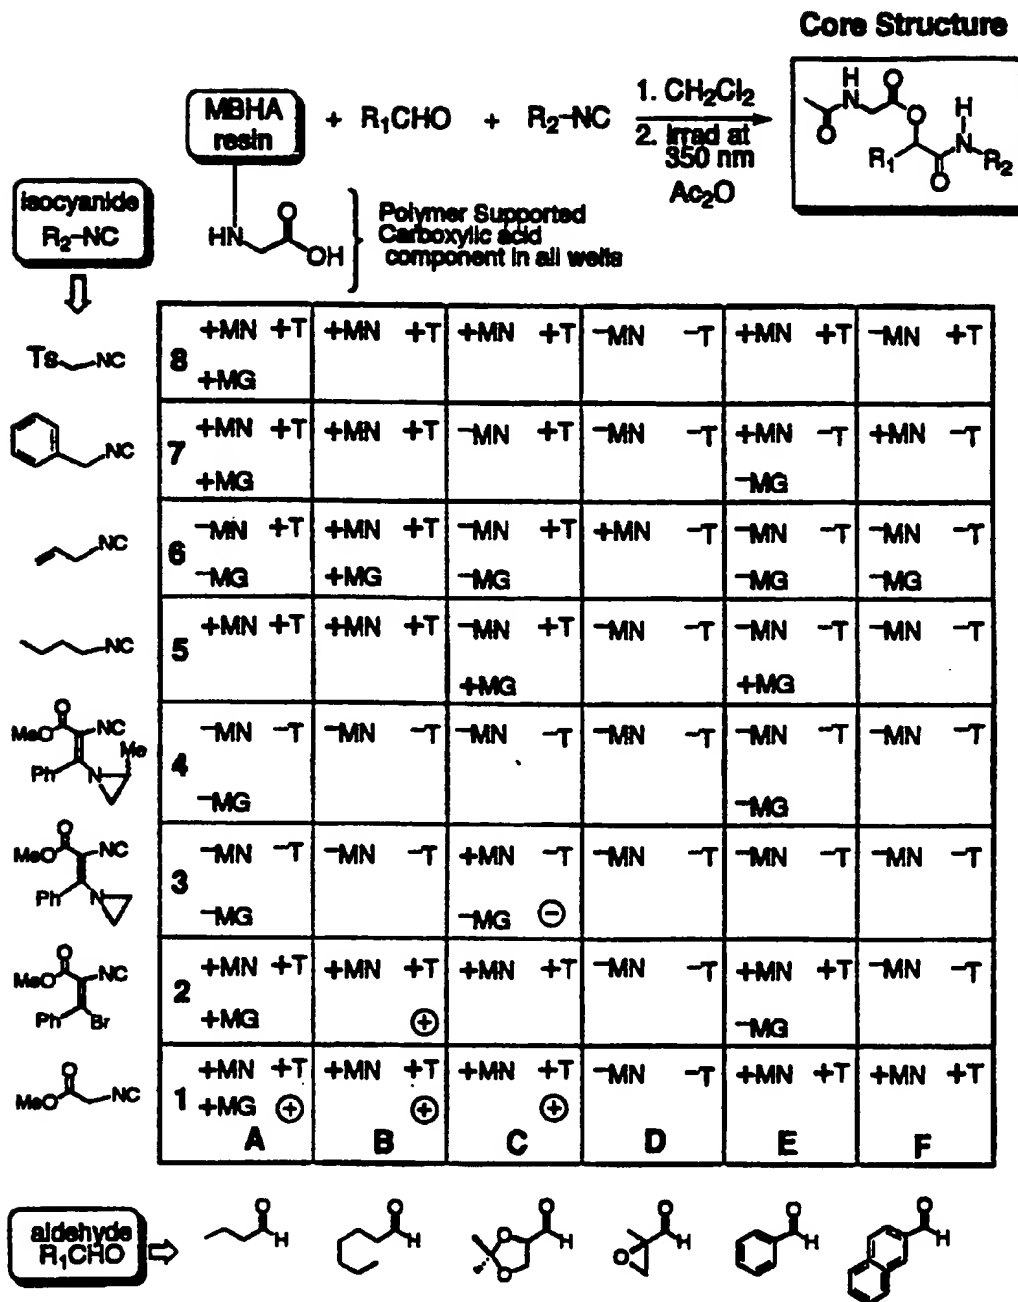 Core Structure
MBHA
resin
+ R₁CHO + R₂-NC
1. CH₂Cl₂
2. Irrad at
350 nm
Ac₂O
H
N
O
O
O
H
N
R₁
O
R₂
isocyanide
R₂-NC
HN
O
OH
Polymer Supported
Carboxylic acid
component in all wells
Ts NC
8
+MN +T
+MG
+MN +T
+MN +T
-MN -T
+MN +T
-MN +T
NC
7
+MN +T
+MG
+MN +T
-MN +T
-MN -T
+MN -T
-MG
+MN -T
NC
6
-MN +T
-MG
+MN +T
+MG
-MN +T
-MG
+MN -T
-MN -T
-MG
-MN -T
-MG
NC
5
+MN +T
+MN +T
-MN +T
+MG
-MN -T
-MN -T
+MG
-MN -T
O
MeO NC
Me
Ph N
4
-MN -T
-MG
-MN -T
-MN -T
-MN -T
-MN -T
-MG
-MN -T
O
MeO NC
Ph N
3
-MN -T
-MG
-MN -T
+MN -T
-MG ⊖
-MN -T
-MN -T
-MN -T
O
MeO NC
Ph Br
2
+MN +T
+MG
+MN +T
⊕
+MN +T
-MN -T
+MN +T
-MG
-MN -T
O
MeO NC
1
+MN +T
+MG ⊕
+MN +T
⊕
+MN +T
⊕
-MN -T
+MN +T
+MN +T
A B C D E F
aldehyde
R₁CHO
O
H
O
H
O
O
O
H
O
O
H
O
H
O
H